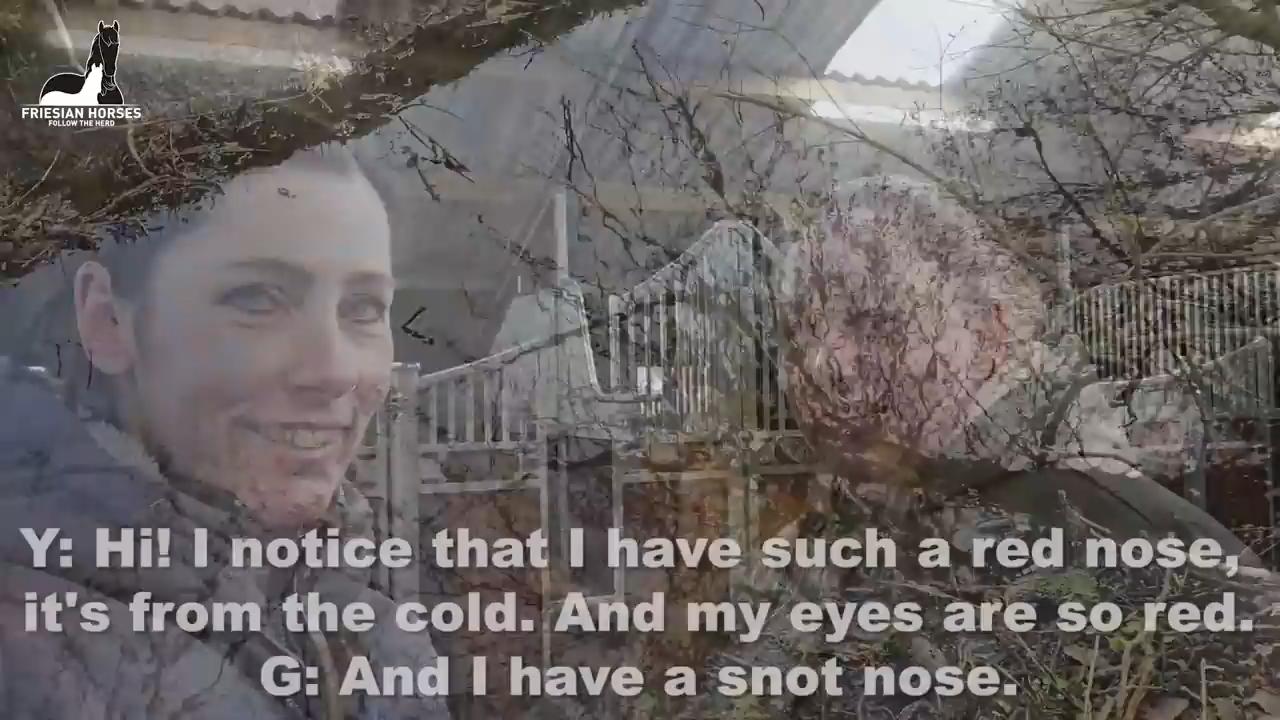 FRIESIAN HORSES
FOLLOW THE HERD
Y: Hi! I notice that I have such a red nose,
it's from the cold. And my eyes are so red.
G: And I have a snot nose.